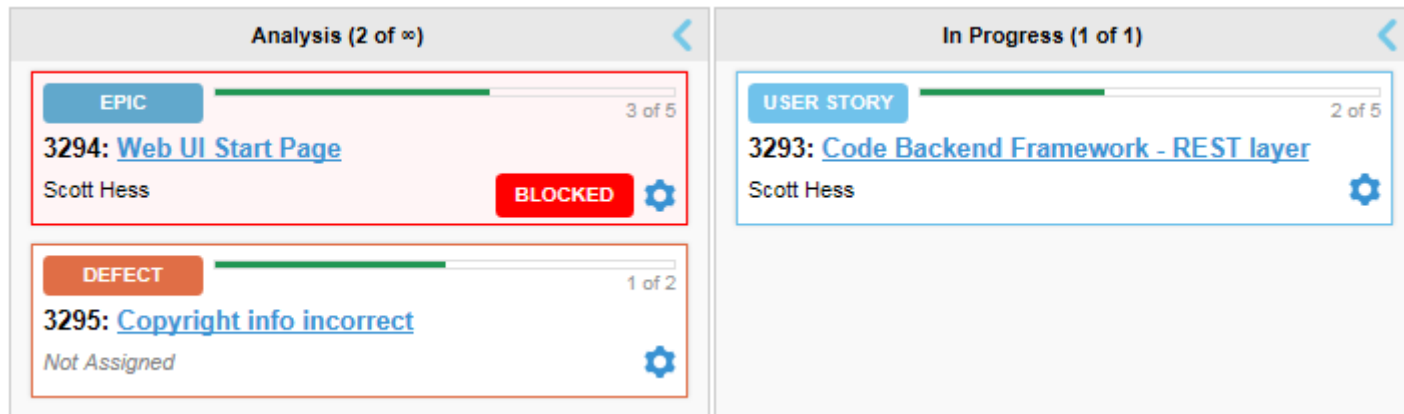 Analysis (2 of ∞)
EPIC
3 of 5
3294: Web UI Start Page
Scott Hess
BLOCKED
DEFECT
1 of 2
3295: Copyright info incorrect
Not Assigned
In Progress (1 of 1)
USER STORY
2 of 5
3293: Code Backend Framework - REST layer
Scott Hess